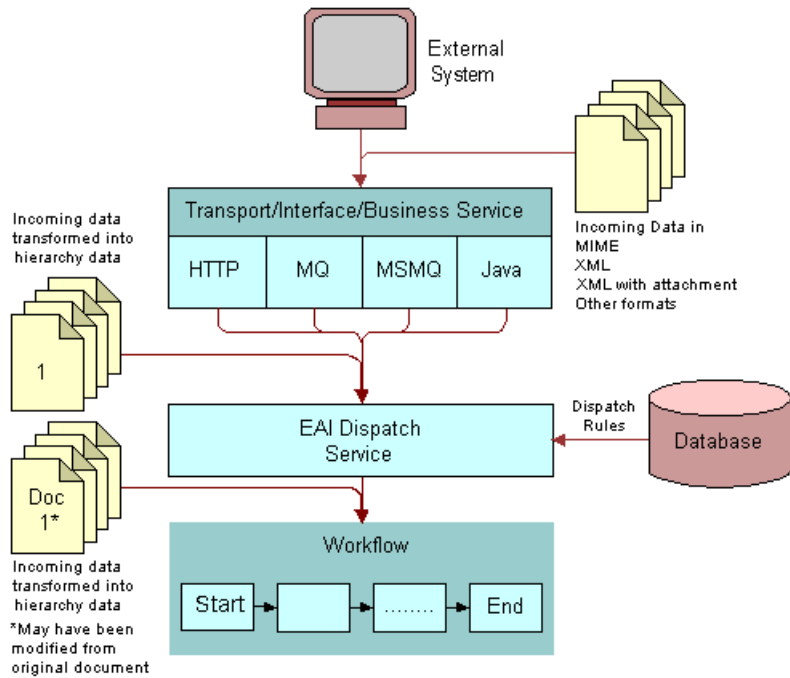 External
System
Transport/Interface/Business Service
HTTP
MQ
MSMQ
Java
Incoming Data in
MIME
XML
XML with attachment
Other formats
Incoming data
transformed into
hierarchy data
1
EAI Dispatch
Service
Dispatch
Rules
Database
Doc
1*
Incoming data
transformed into
hierarchy data
*May have been
modified from
original document
Workflow
Start
........
End